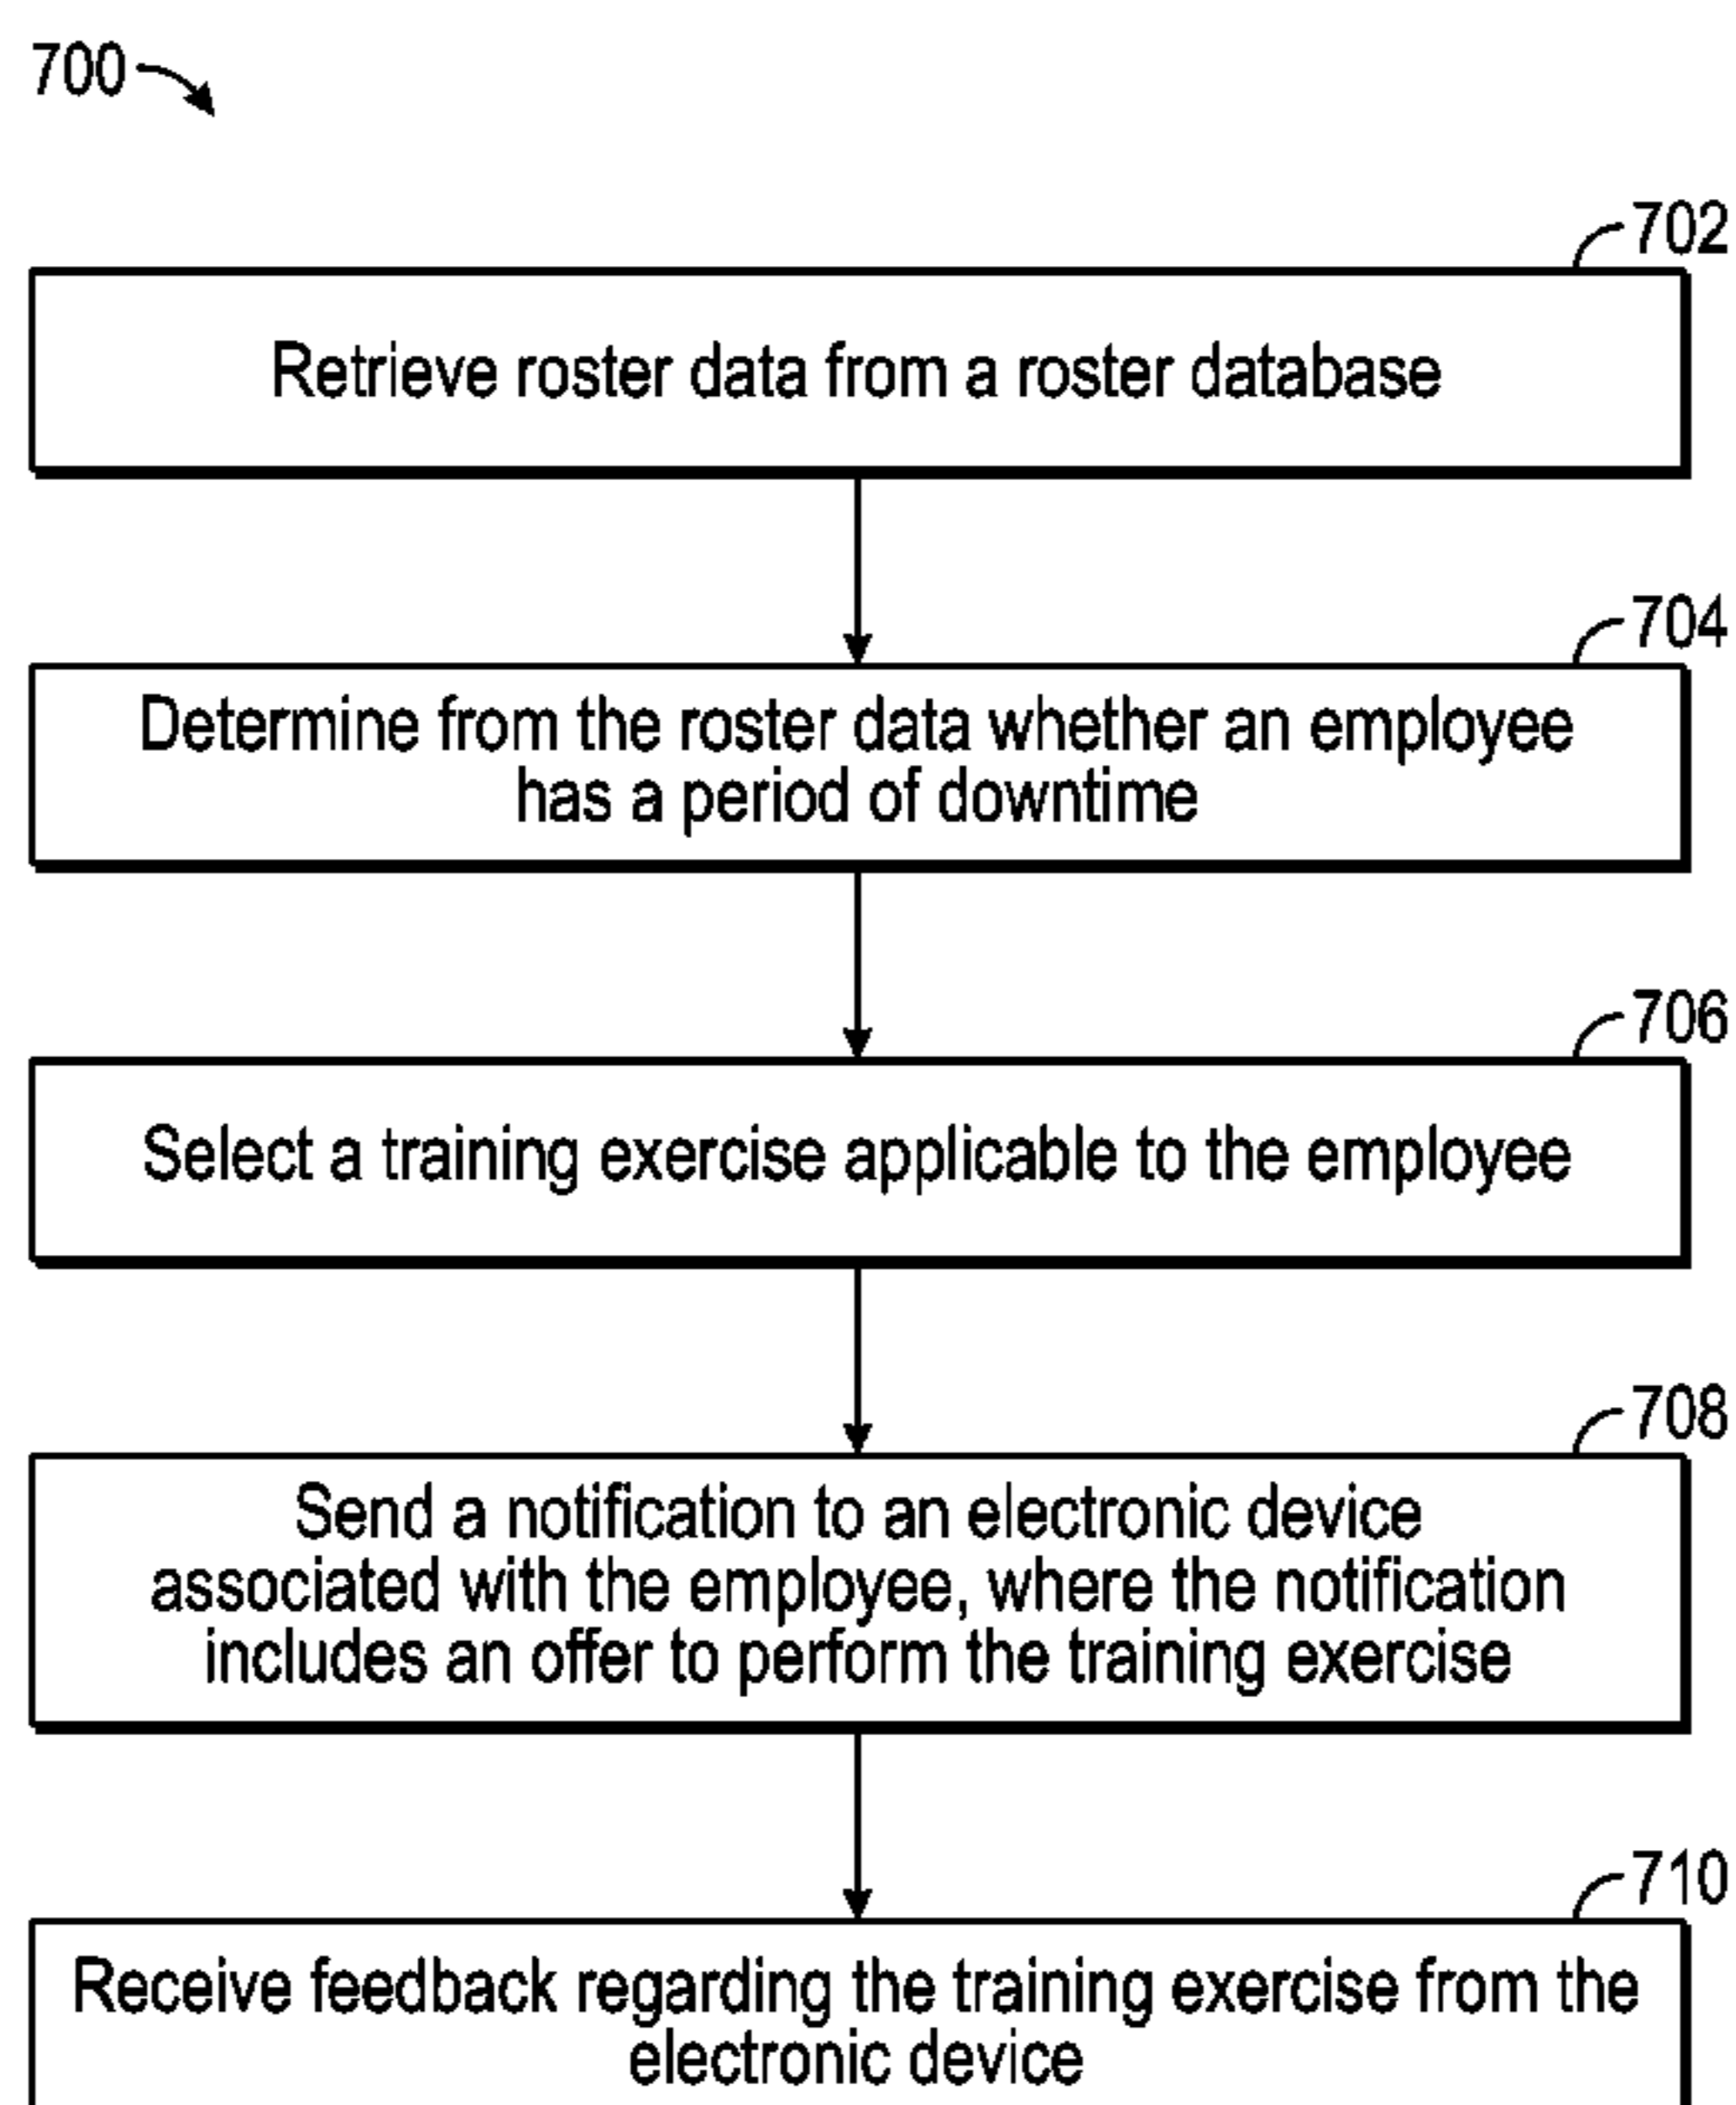 700
702
Retrieve roster data from a roster database
704
Determine from the roster data whether an employee
has a period of downtime
706
Select a training exercise applicable to the employee
708
Send a notification to an electronic device
associated with the employee, where the notification
includes an offer to perform the training exercise
710
Receive feedback regarding the training exercise from the
electronic device